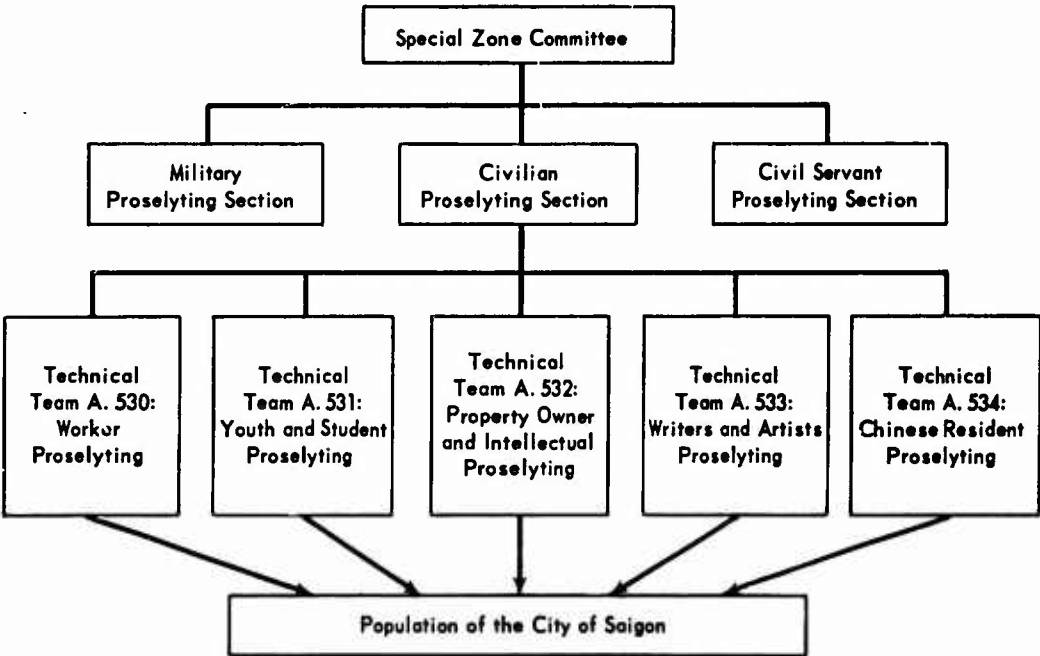 Special Zone Committee
Military
Proselyting Section
Civilian
Proselyting Section
Civil Servant
Proselyting Section
Technical
Team A. 530:
Worker
Proselyting
Technical
Team A. 531:
Youth and Student
Proselyting
Technical
Team A. 532:
Property Owner
and Intellectual
Proselyting
Technical
Team A. 533:
Writers and Artists
Proselyting
Technical
Team A. 534:
Chinese Resident
Proselyting
Population of the City of Saigon